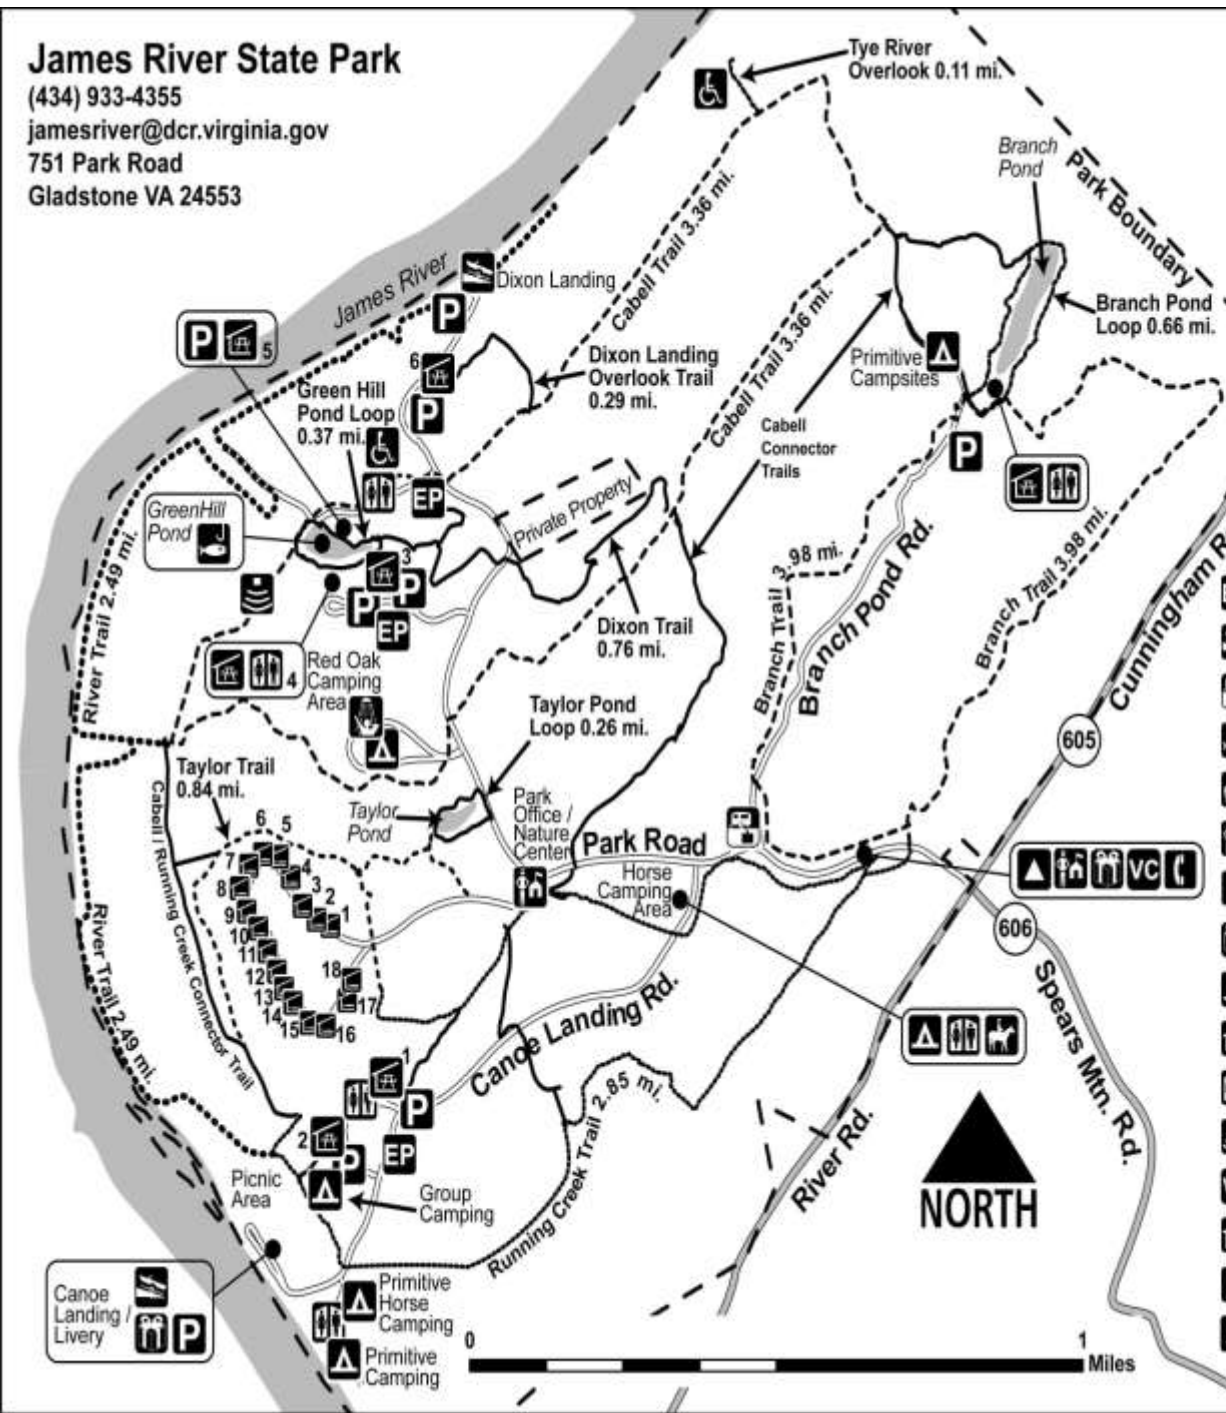 James River State Park
(434) 933-4355
jamesriver@dcr.virginia.gov
751 Park Road
Gladstone VA 24553
Tye River
Overlook 0.11 mi.
Branch
Pond
Park Boundary
Branch Pond
Loop 0.66 mi.
James River
Dixon Landing
P
P
5
6
Cabell Trail 3.36 mi.
Cabell Trail 3.36 mi.
Dixon Landing
Overlook Trail
0.29 mi.
Green Hill
Pond Loop
0.37 mi.
P
Primitive
Campsites
Cabell
Connector
Trails
P
EP
Private Property
GreenHill
Pond
3
P
P
EP
River Trail 2.49 mi.
Dixon Trail
0.76 mi.
Branch Trail 3.98 mi.
Branch Pond Rd.
Branch Trail 3.98 mi.
Cunningham R
4
Red Oak
Camping
Area
Taylor Pond
Loop 0.26 mi.
605
Taylor Trail
0.84 mi.
Taylor
Pond
Park
Office /
Nature
Center
Park Road
Horse
Camping
Area
VC
606
Cabell / Running Creek Connector Trail
6
5
7
4
8
3
2
9
1
10
11
12
18
13
17
14
15
16
River Trail 2.49 mi.
Canoe Landing Rd.
Spears Mtn. Rd.
1
P
2
EP
P
Running Creek Trail 2.85 mi.
River Rd.
NORTH
Picnic
Area
Group
Camping
Canoe
Landing /
Livery
P
Primitive
Horse
Camping
Primitive
Camping
0
1
Miles